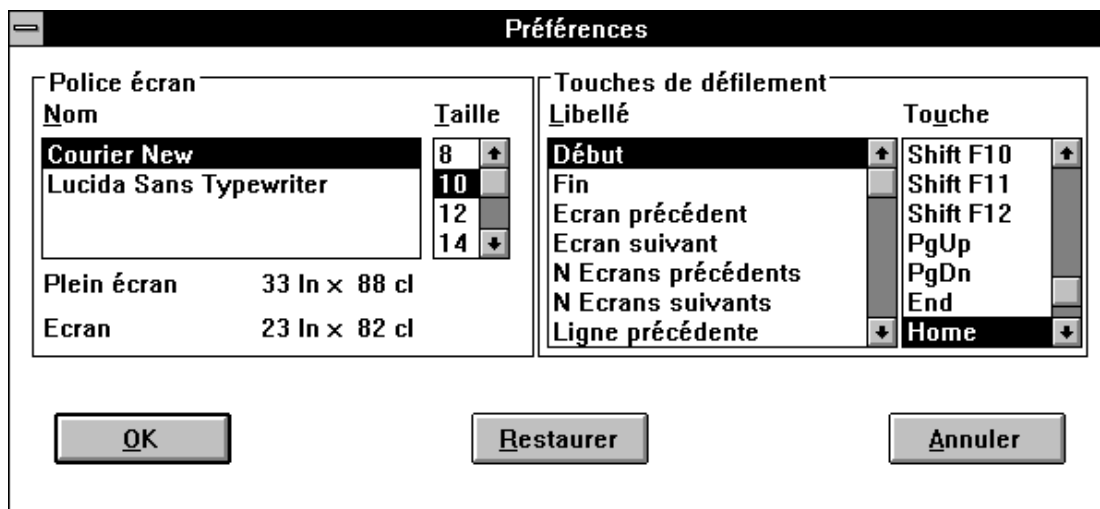 Préférences
Police écran
Nom
Taille
Courier New
Lucida Sans Typewriter
8
10
12
14
Plein écran 33 ln x 88 cl
Ecran 23 ln x 82 cl
Touches de défilement
Libellé
Touche
Début
Fin
Ecran précédent
Ecran suivant
N Ecrans précédents
N Ecrans suivants
Ligne précédente
Shift F10
Shift F11
Shift F12
PgUp
PgDn
End
Home
OK
Restaurer
Annuler